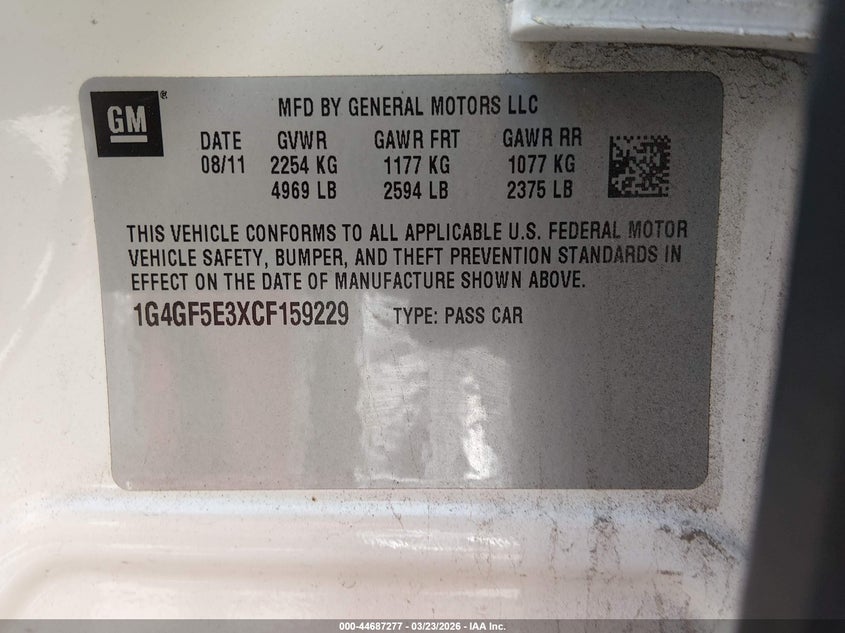 GM®
MFD BY GENERAL MOTORS LLC
DATE GVWR GAWR FRT GAWR RR
08/11 2254 KG 1177 KG 1077 KG
4969 LB 2594 LB 2375 LB
THIS VEHICLE CONFORMS TO ALL APPLICABLE U.S. FEDERAL MOTOR
VEHICLE SAFETY, BUMPER, AND THEFT PREVENTION STANDARDS IN
EFFECT ON THE DATE OF MANUFACTURE SHOWN ABOVE.
1G4GF5E3XCF159229 TYPE: PASS CAR
000-44687277 - 03/23/2026 - IAA Inc.